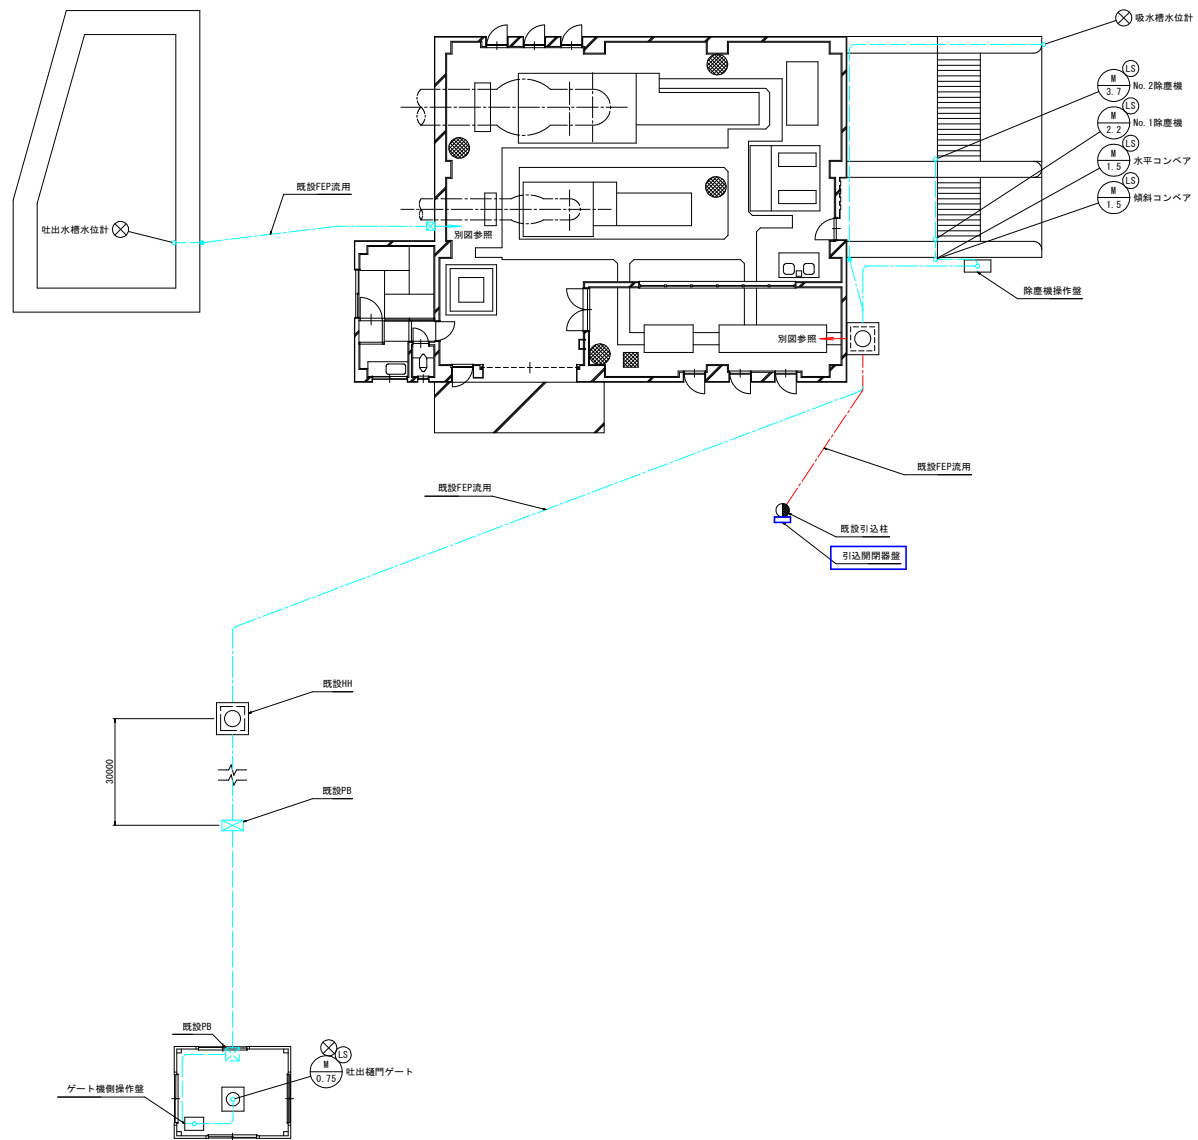 吸水槽水位計
LS
M
3.7
No.2除塵機
LS
M
2.2
No.1除塵機
LS
M
1.5
水平コンベア
LS
M
1.5
傾斜コンベア
既設FEP流用
吐出水槽水位計
別図参照
除塵機操作盤
別図参照
既設FEP流用
既設FEP流用
既設引込柱
引込開閉器盤
既設HH
30000
既設PB
既設PB
LS
M
0.75
吐出樋門ゲート
ゲート機側操作盤